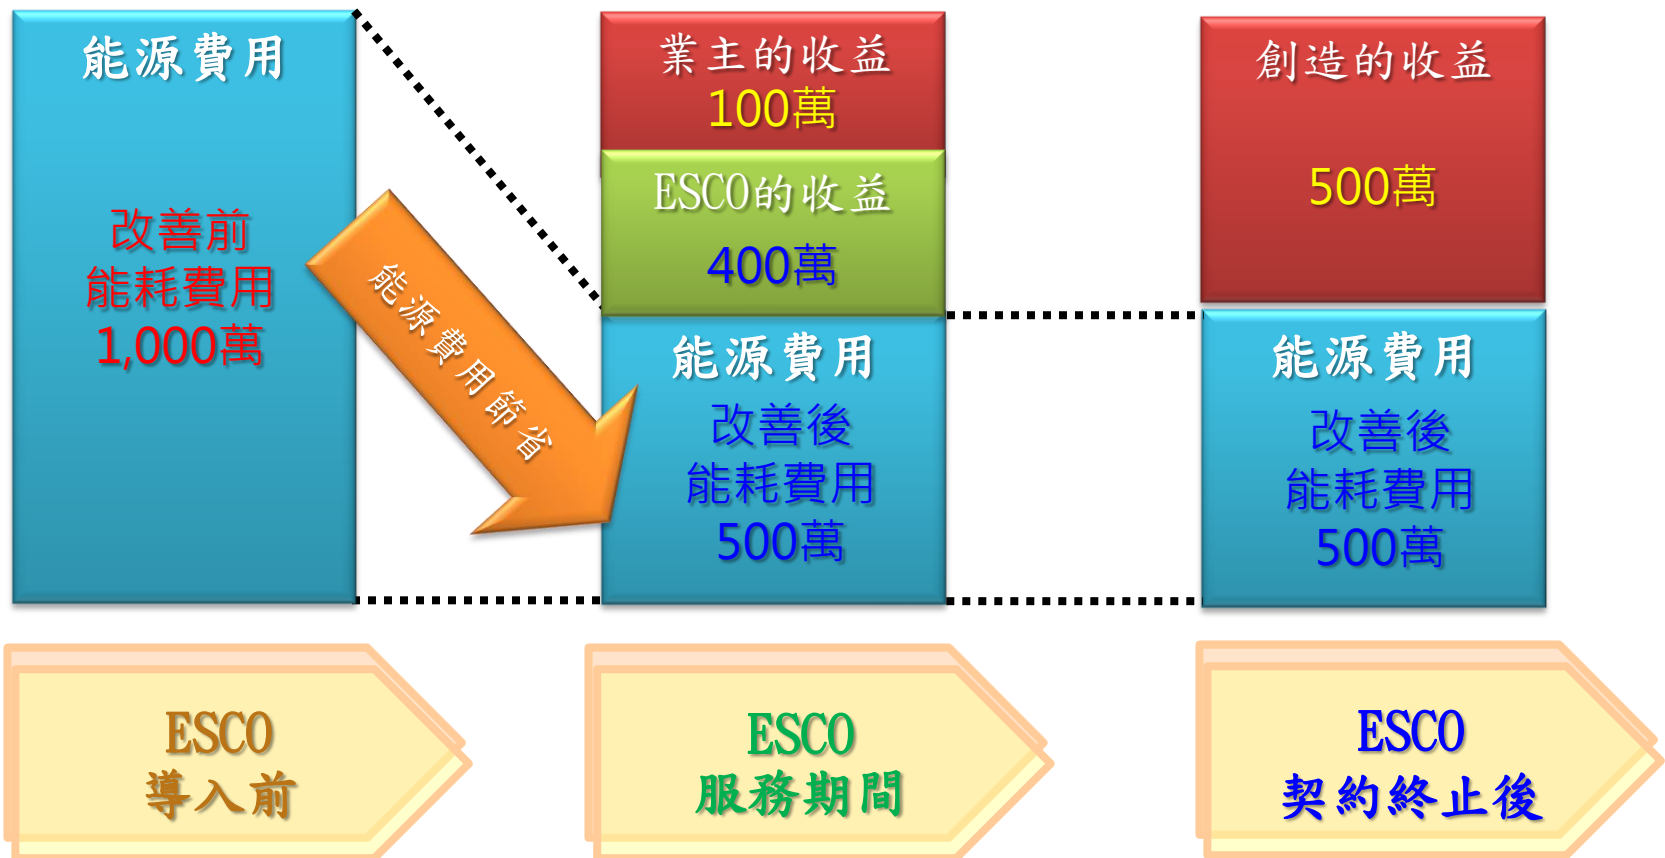 能源費用
改善前
能耗費用
1,000萬
能源費用節省
業主的收益
100萬
ESCO的收益
400萬
能源費用
改善後
能耗費用
500萬
創造的收益
500萬
能源費用
改善後
能耗費用
500萬
ESCO
導入前
ESCO
服務期間
ESCO
契約終止後